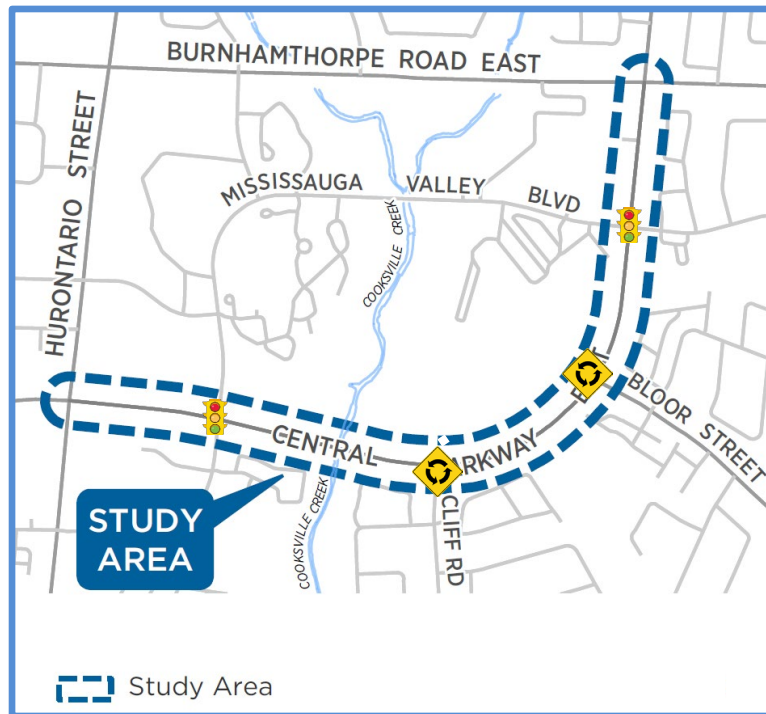 BURNHAMTHORPE ROAD EAST
HURONTARIO STREET
MISSISSAUGA VALLEY BLVD
COOKSVILLE CREEK
BLOOR STREET
CENTRAL ARKWAY
CLIFF RD
COOKSVILLE CREEK
STUDY
AREA
Study Area